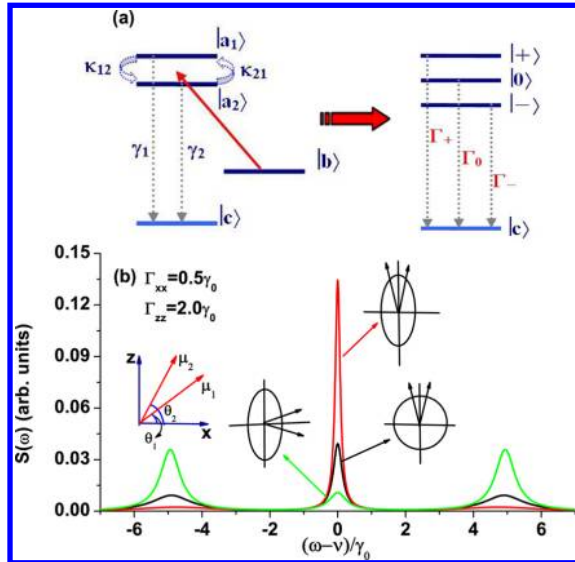 (a)
|a₁⟩
|+⟩
κ₁₂ κ₂₁
|0⟩
|a₂⟩
|−⟩
γ₁ γ₂
Γ₊
|b⟩
Γ₀
Γ₋
|c⟩
|c⟩
0.15
(b) Γxx=0.5γ₀
Γzz=2.0γ₀
0.12
0.09
z
μ₂
μ₁
0.06
θ₂
x
θ₁
0.03
0.00
S(ω) (arb. units)
-6 -4 -2 0 2 4 6
(ω−ν)/γ₀